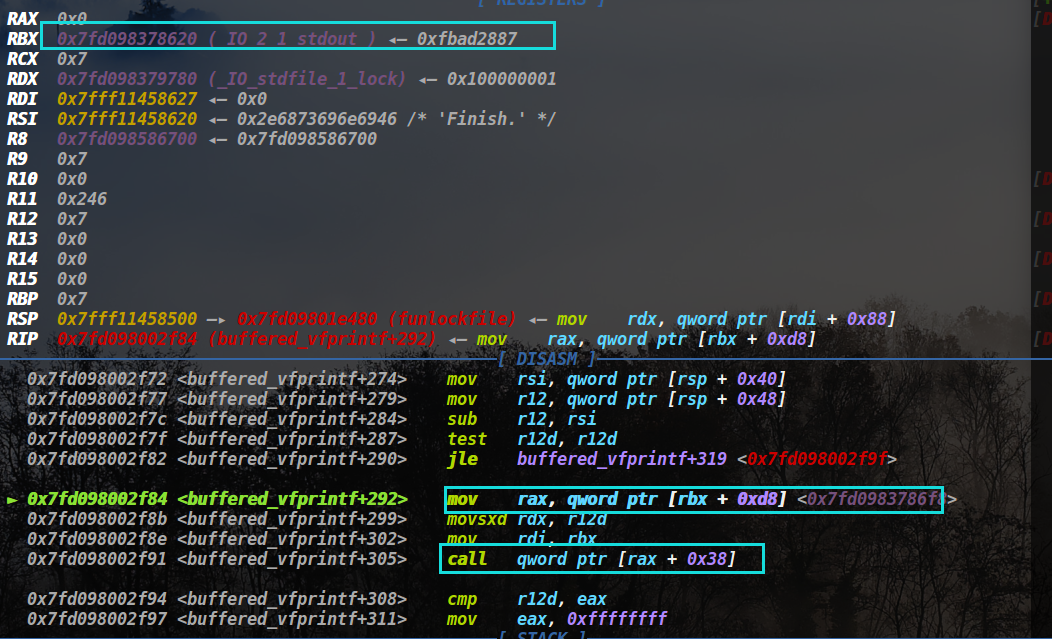 [ REGISTERS ]
RAX  0x0
RBX  0x7fd098378620 (_IO_2_1_stdout_) ◂— 0xfbad2887
RCX  0x7
RDX  0x7fd098379780 (_IO_stdfile_1_lock) ◂— 0x100000001
RDI  0x7fff11458627 ◂— 0x0
RSI  0x7fff11458620 ◂— 0x2e6873696e6946 /* 'Finish.' */
R8   0x7fd098586700 ◂— 0x7fd098586700
R9   0x7
R10  0x0
R11  0x246
R12  0x7
R13  0x0
R14  0x0
R15  0x0
RBP  0x7
RSP  0x7fff11458500 —▸ 0x7fd09801e480 (funlockfile) ◂— mov    rdx, qword ptr [rdi + 0x88]
RIP  0x7fd098002f84 (buffered_vfprintf+292) ◂— mov    rax, qword ptr [rbx + 0xd8]
[ DISASM ]
0x7fd098002f72 <buffered_vfprintf+274>    mov    rsi, qword ptr [rsp + 0x40]
0x7fd098002f77 <buffered_vfprintf+279>    mov    r12, qword ptr [rsp + 0x48]
0x7fd098002f7c <buffered_vfprintf+284>    sub    r12, rsi
0x7fd098002f7f <buffered_vfprintf+287>    test   r12d, r12d
0x7fd098002f82 <buffered_vfprintf+290>    jle    buffered_vfprintf+319 <0x7fd098002f9f>
► 0x7fd098002f84 <buffered_vfprintf+292>    mov    rax, qword ptr [rbx + 0xd8] <0x7fd0983786f8>
0x7fd098002f8b <buffered_vfprintf+299>    movsxd rdx, r12d
0x7fd098002f8e <buffered_vfprintf+302>    mov    rdi, rbx
0x7fd098002f91 <buffered_vfprintf+305>    call   qword ptr [rax + 0x38]
0x7fd098002f94 <buffered_vfprintf+308>    cmp    r12d, eax
0x7fd098002f97 <buffered_vfprintf+311>    mov    eax, 0xffffffff
[ STACK ]